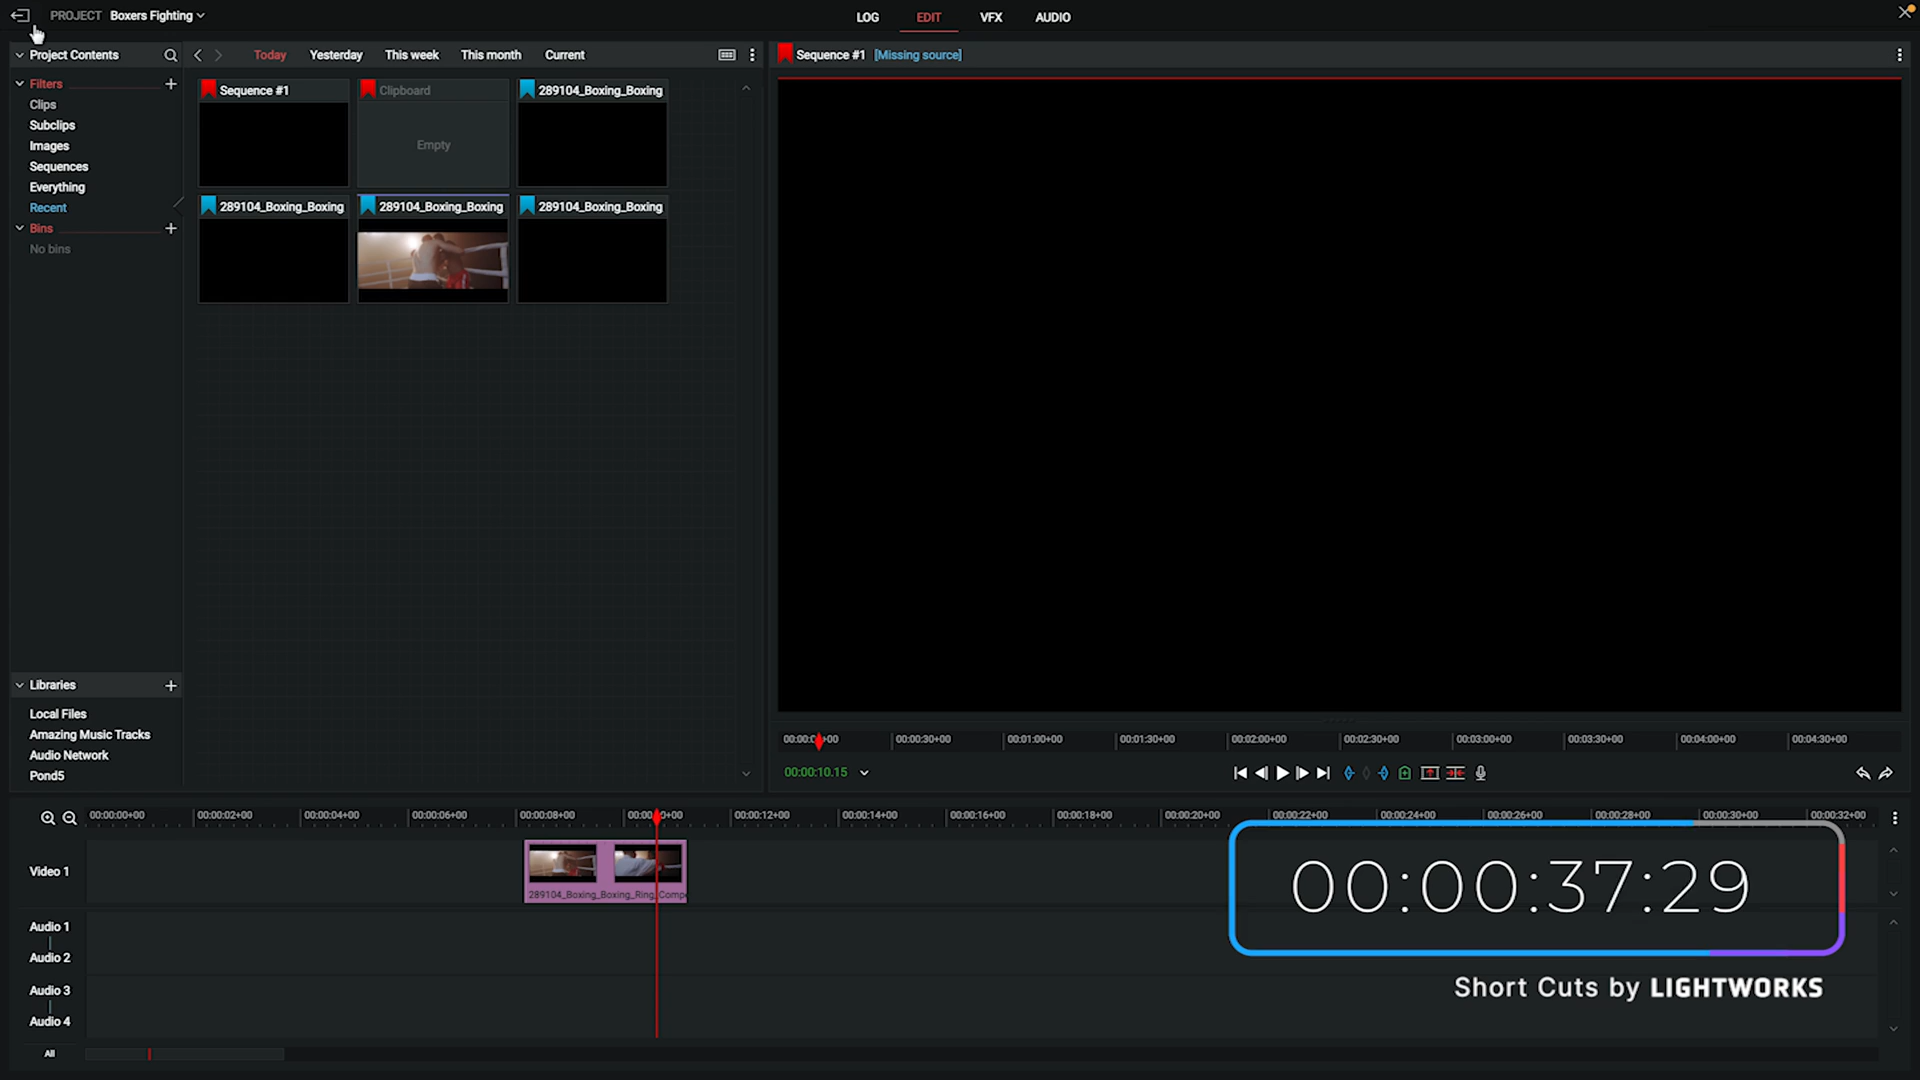 PROJECT Boxers Fighting
LOG EDIT VFX AUDIO
Project Contents
Today Yesterday This week This month Current
Sequence #1 [Missing source]
Filters
Clips
Subclips
Images
Sequences
Everything
Recent
Bins
No bins
Sequence #1
Clipboard
Empty
289104_Boxing_Boxing
289104_Boxing_Boxing
289104_Boxing_Boxing
289104_Boxing_Boxing
Libraries
Local Files
Amazing Music Tracks
Audio Network
Pond5
00:00:30+00 00:01:00+00 00:01:30+00 00:02:00+00 00:02:30+00 00:03:00+00 00:03:30+00 00:04:00+00 00:04:30+00
00:00:10.15
00:00:00+00 00:00:02+00 00:00:04+00 00:00:06+00 00:00:08+00 00:00:12+00 00:00:14+00 00:00:16+00 00:00:18+00 00:00:20+00 00:00:22+00 00:00:24+00 00:00:26+00 00:00:28+00 00:00:30+00 00:00:32+00
Video 1
289104_Boxing_Boxing_Ring_Comp
Audio 1
Audio 2
Audio 3
Audio 4
All
00:00:37:29
Short Cuts by LIGHTWORKS